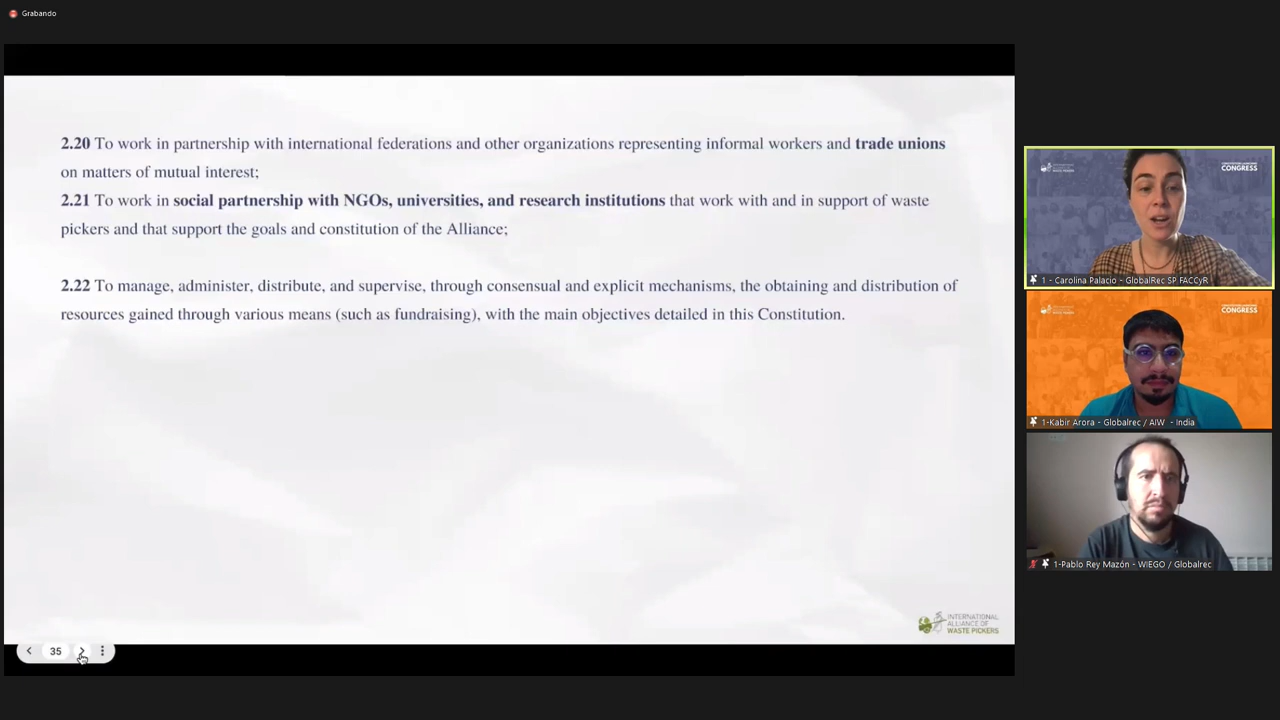 Grabando
2.20 To work in partnership with international federations and other organizations representing informal workers and trade unions
on matters of mutual interest;
2.21 To work in social partnership with NGOs, universities, and research institutions that work with and in support of waste
pickers and that support the goals and constitution of the Alliance;
2.22 To manage, administer, distribute, and supervise, through consensual and explicit mechanisms, the obtaining and distribution of
resources gained through various means (such as fundraising), with the main objectives detailed in this Constitution.
INTERNATIONAL
ALLIANCE OF
WASTE PICKERS
35
CONGRESS
1 - Carolina Palacio - GlobalRec SP FACCyR
CONGRESS
1-Kabir Arora - Globalrec / AIW - India
1-Pablo Rey Mazón - WIEGO / Globalrec